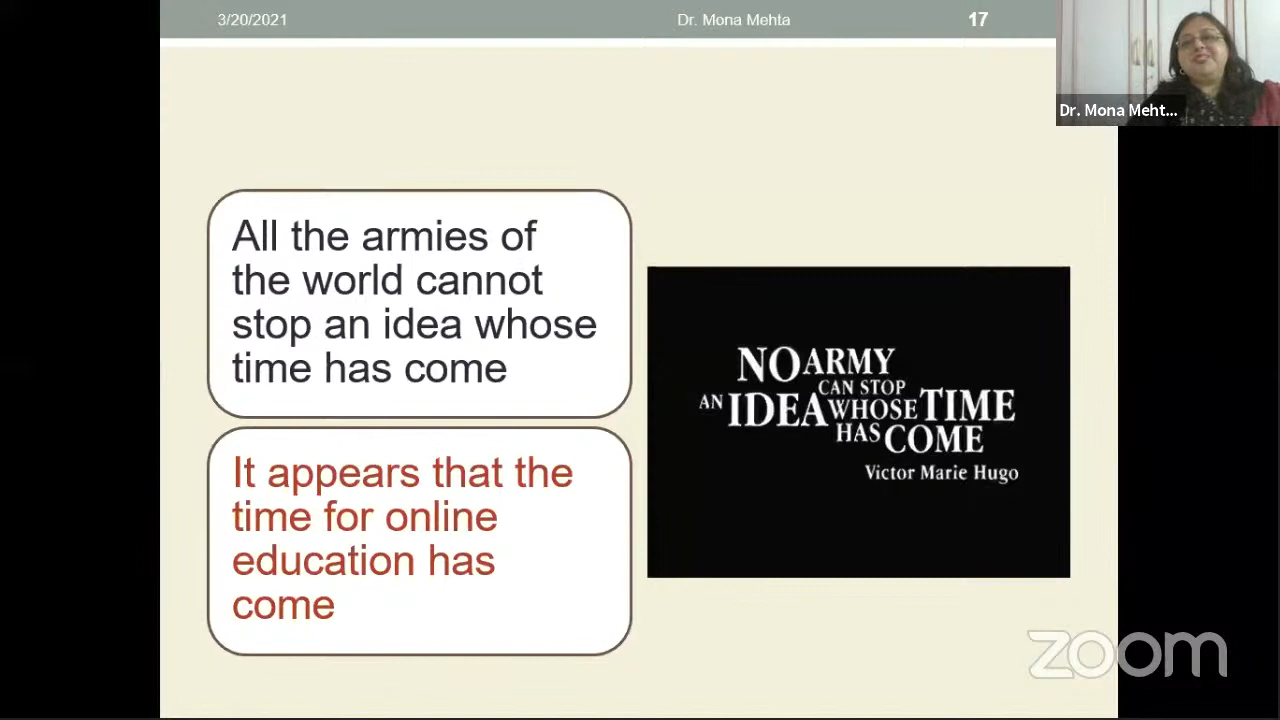 3/20/2021
Dr. Mona Mehta
17
Dr. Mona Meht...
All the armies of
the world cannot
stop an idea whose
time has come
It appears that the
time for online
education has
come
NO ARMY
CAN STOP
AN IDEA WHOSE TIME
HAS COME
Victor Marie Hugo
zoom